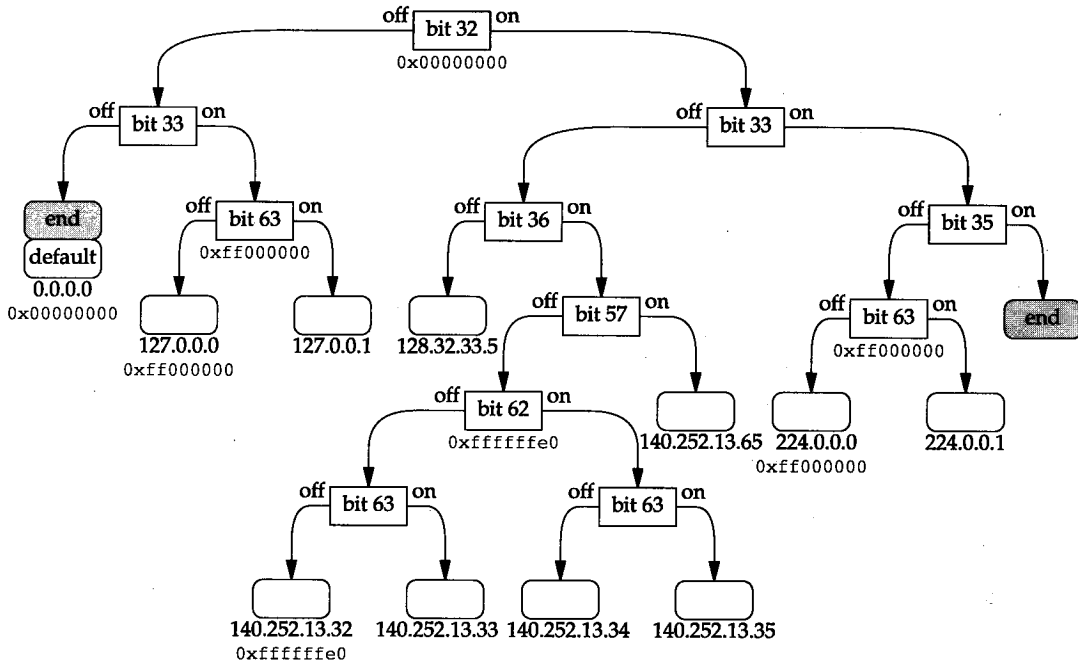 off bit 32 on
0x00000000
off bit 33 on
off bit 33 on
end
default
0.0.0.0
0x00000000
off bit 63 on
0xff000000
off bit 36 on
off bit 35 on
127.0.0.0
0xff000000
127.0.0.1
128.32.33.5
off bit 57 on
off bit 63 on
0xff000000
end
off bit 62 on
0xffffffe0
140.252.13.65
224.0.0.0
0xff000000
224.0.0.1
off bit 63 on
off bit 63 on
140.252.13.32
0xffffffe0
140.252.13.33
140.252.13.34
140.252.13.35